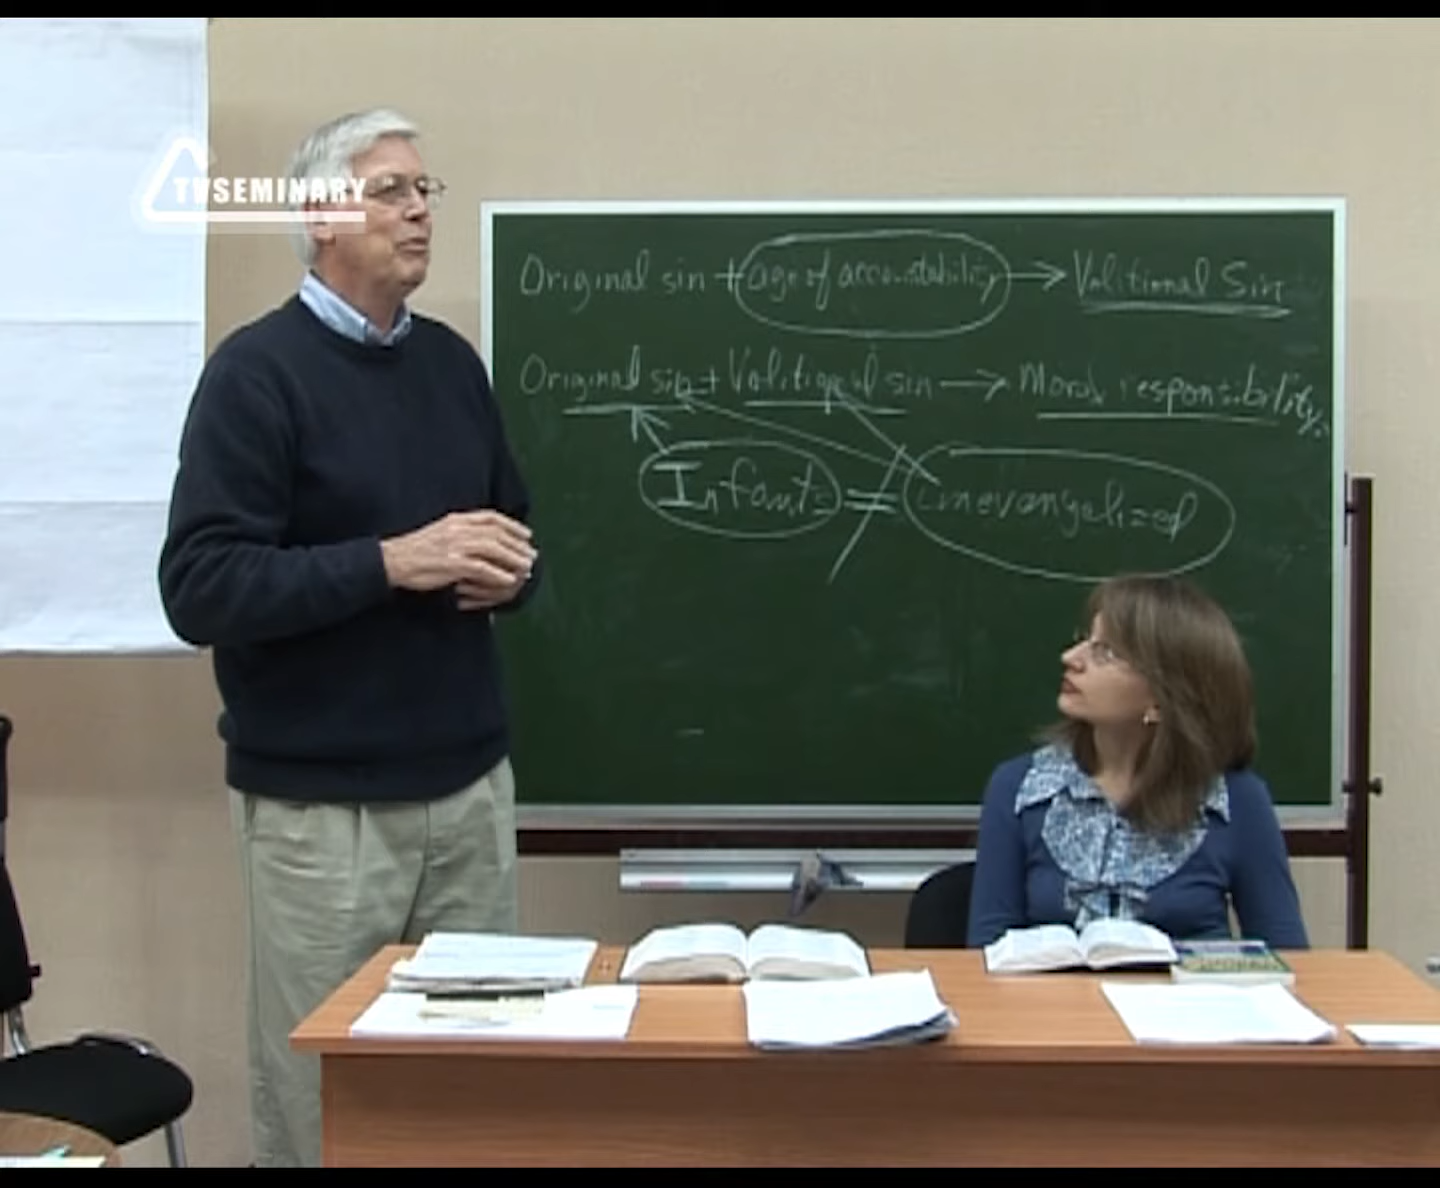 TVSEMINARY
Original sin + age of accountability → Volitional Sin
Original sin + Volitional sin → Moral responsibility.
Infants ≠ unevangelized